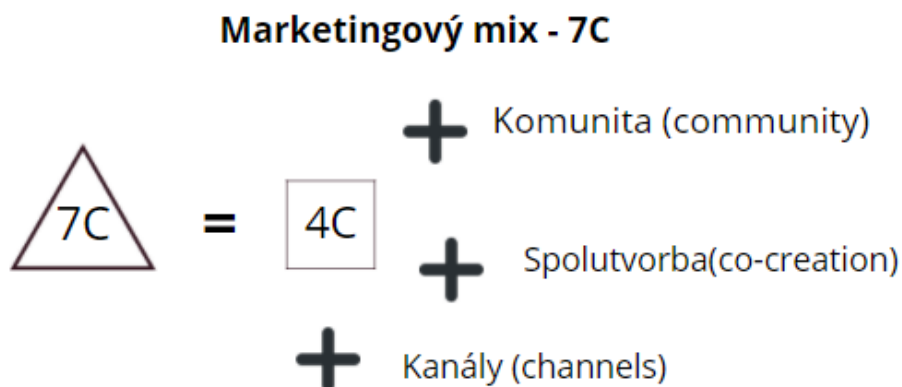 Marketingový mix - 7C
Komunita (community)
7C = 4C
Spolutvorba(co-creation)
Kanály (channels)